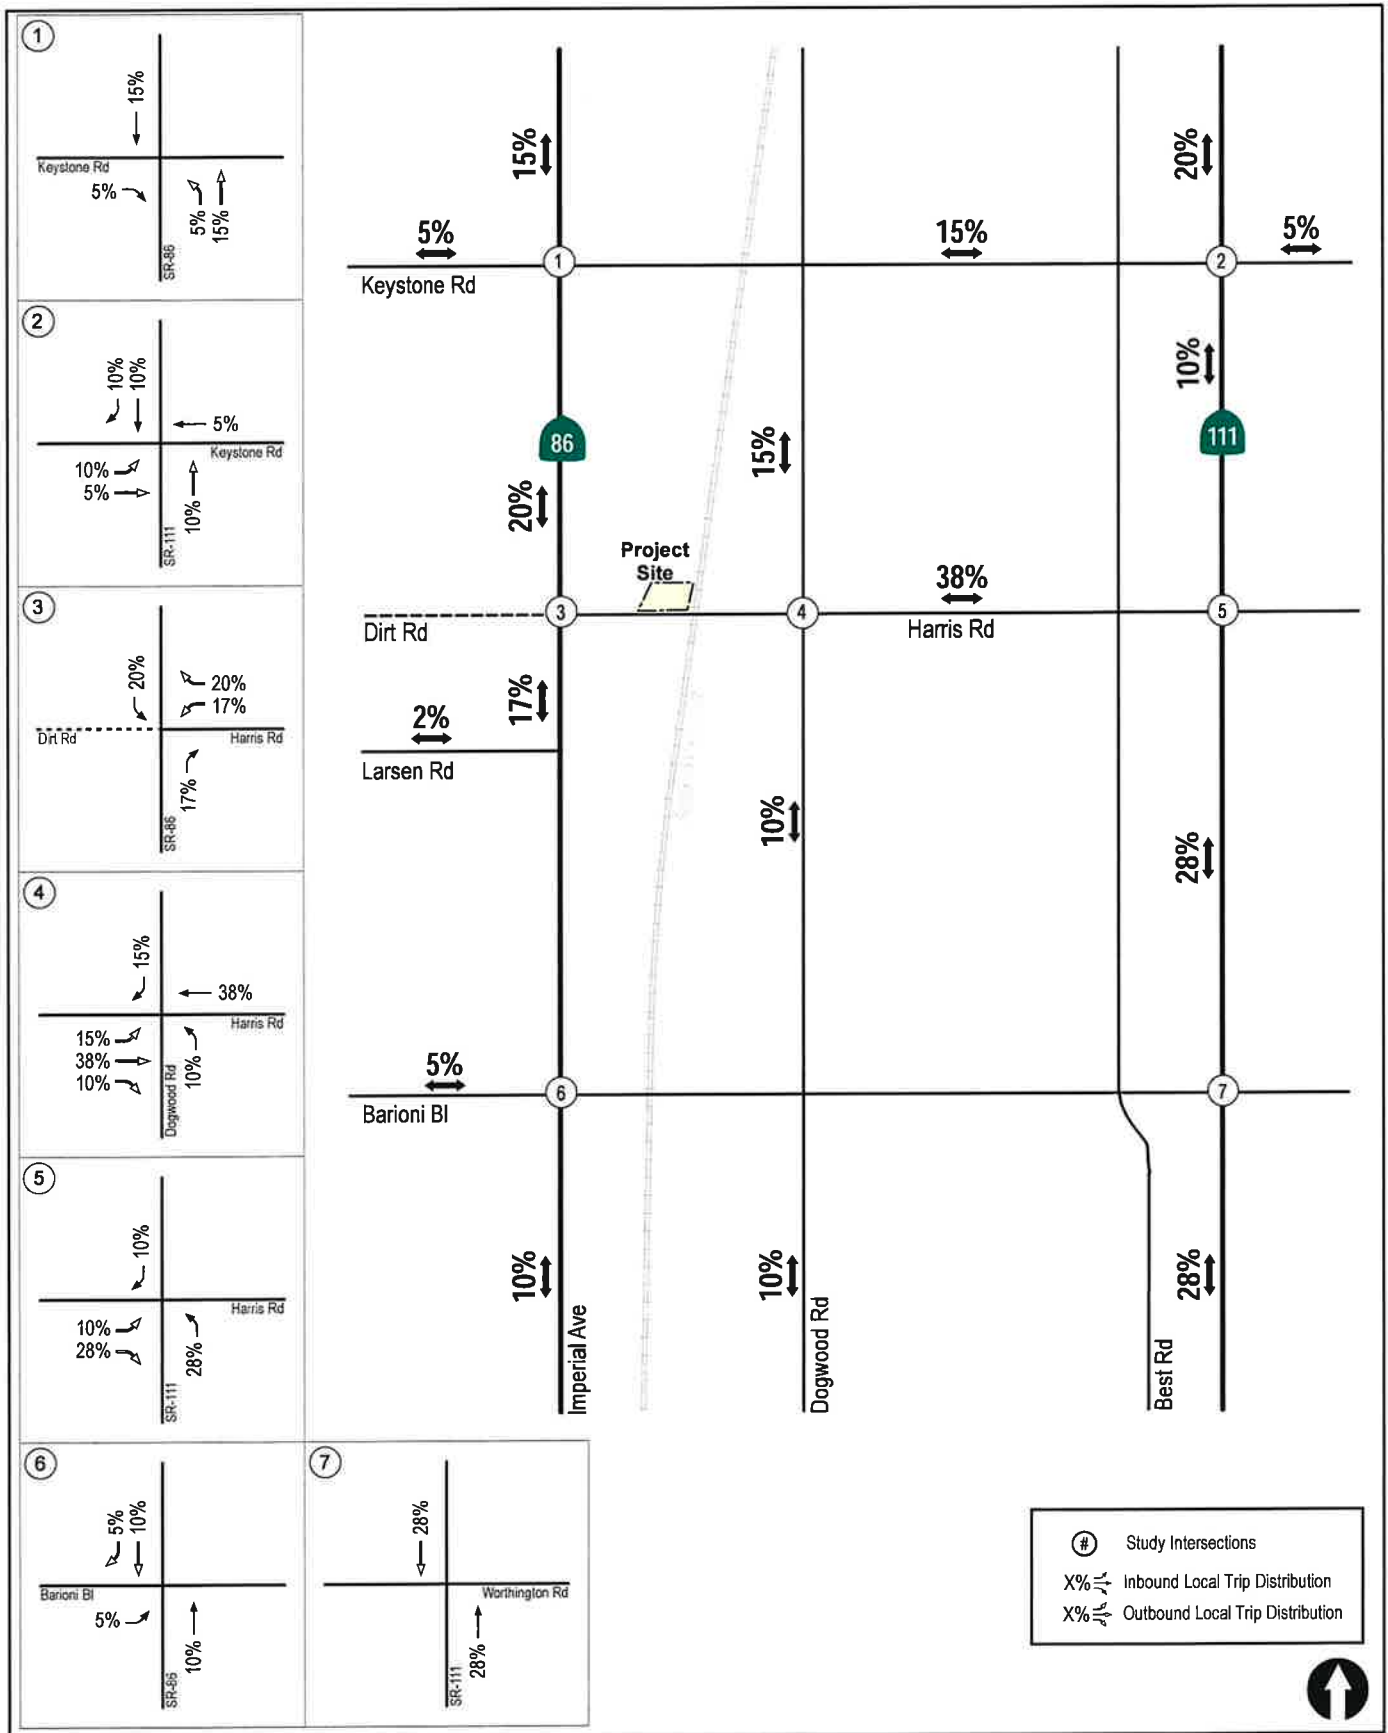 1
15%
Keystone Rd
5%
5%
15%
SR-86
2
10%
10%
5%
Keystone Rd
10%
5%
10%
SR-111
3
20%
20%
17%
Dirt Rd
Harris Rd
17%
SR-86
4
15%
38%
Harris Rd
15%
38%
10%
10%
Dogwood Rd
5
10%
Harris Rd
10%
28%
28%
SR-111
6
5%
10%
Barioni Bl
5%
10%
SR-86
7
28%
Worthington Rd
28%
SR-111
15%
20%
5%
15%
5%
1
2
Keystone Rd
10%
86
111
15%
20%
Project
Site
38%
3
4
5
Dirt Rd
Harris Rd
17%
2%
Larsen Rd
10%
28%
5%
6
7
Barioni Bl
10%
10%
28%
Imperial Ave
Dogwood Rd
Best Rd
# Study Intersections
X% Inbound Local Trip Distribution
X% Outbound Local Trip Distribution